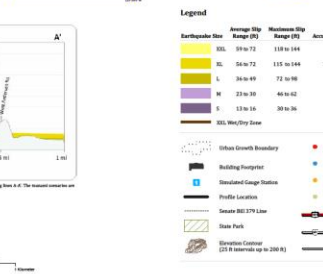 Legend
A'
Average Slip Maximum Slip
Earthquake Size Range (ft) Range (ft)
XXL 59 to 72 118 to 144
XL 56 to 72 115 to 144
L 36 to 49 72 to 98
M 23 to 30 46 to 62
S 13 to 16 30 to 36
XXL Wet/Dry Zone
Urban Growth Boundary
Building Footprint
Simulated Gauge Station
Profile Location
Senate Bill 379 Line
State Park
Elevation Contour
(25 ft intervals up to 200 ft)
1 mi
1 Kilometer